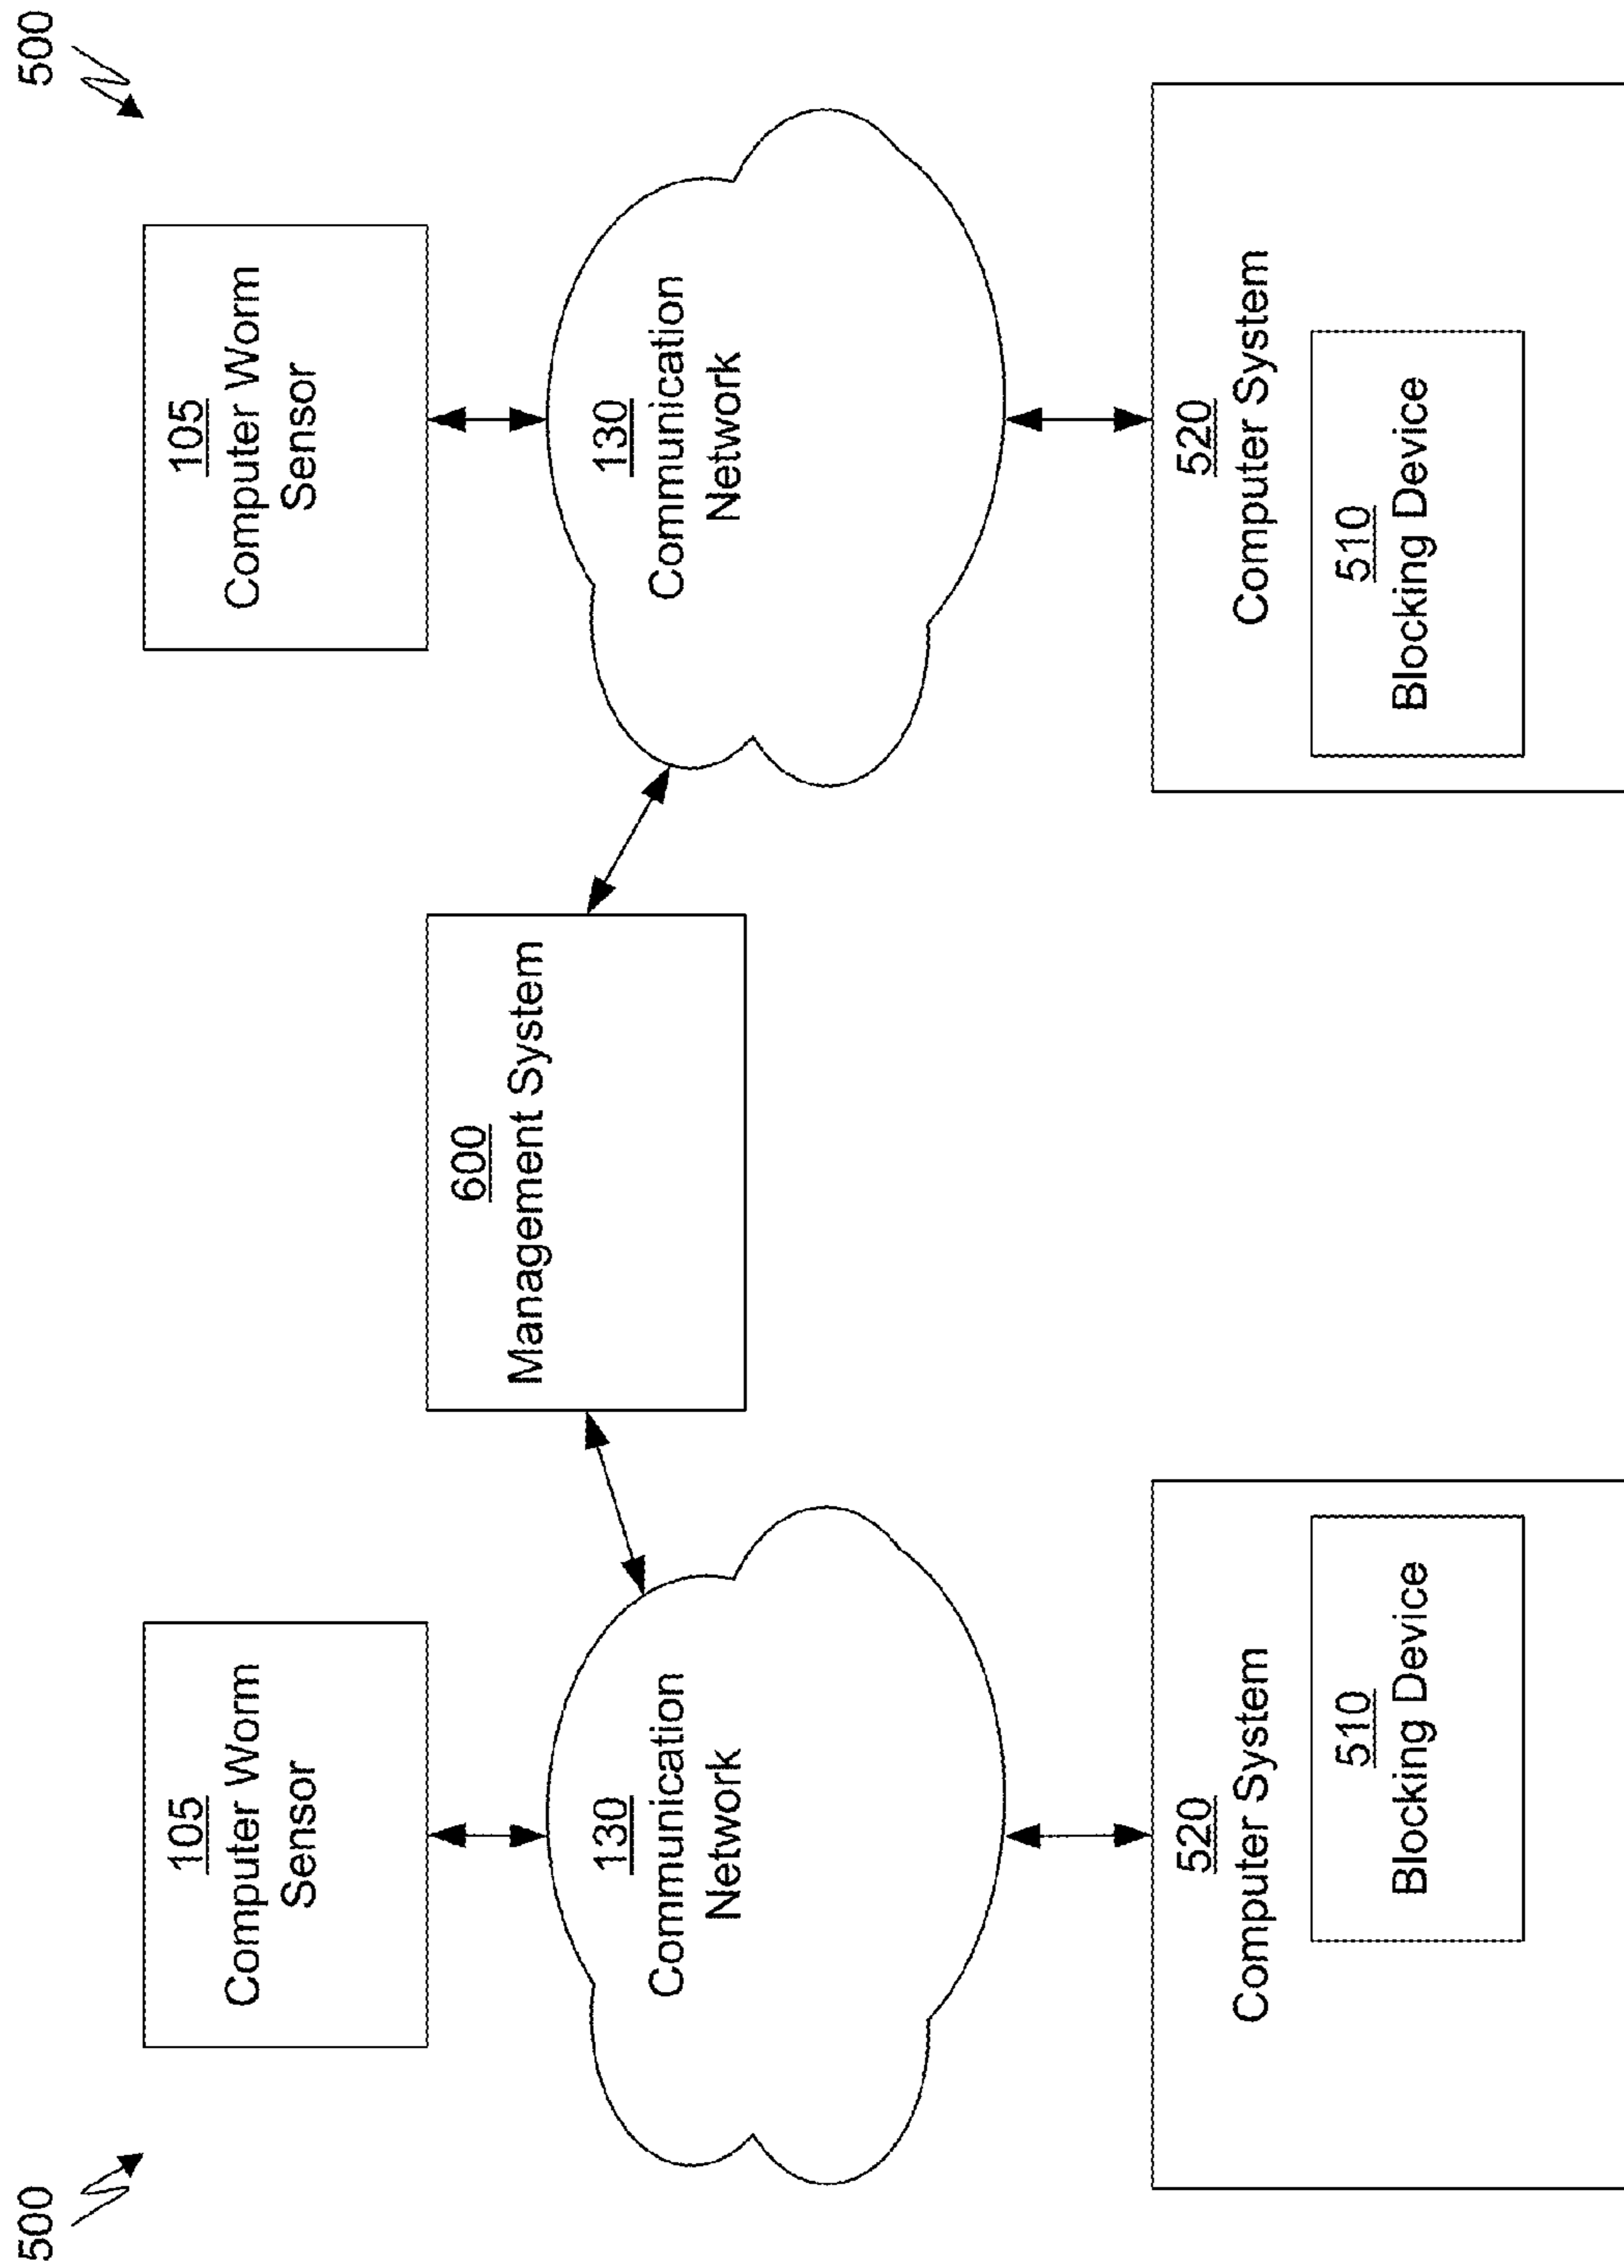 500
500
105
Computer Worm
Sensor
130
Communication
Network
520
Computer System
510
Blocking Device
600
Management System
105
Computer Worm
Sensor
130
Communication
Network
520
Computer System
510
Blocking Device